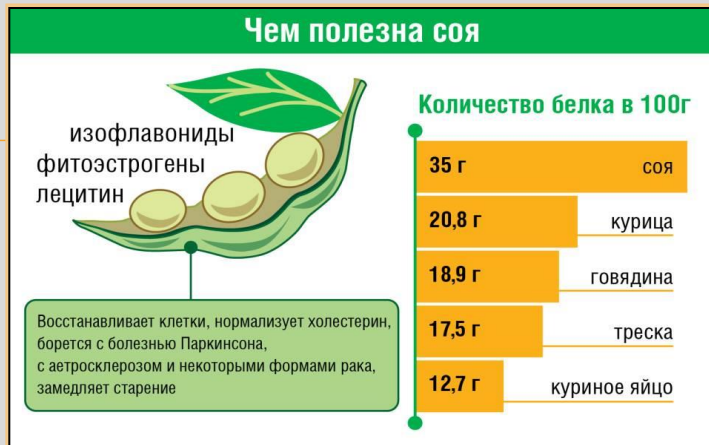 Чем полезна соя
изофлавониды
фитоэстрогены
лецитин
Восстанавливает клетки, нормализует холестерин,
борется с болезнью Паркинсона,
с аетросклерозом и некоторыми формами рака,
замедляет старение
Количество белка в 100г
35 г соя
20,8 г курица
18,9 г говядина
17,5 г треска
12,7 г куриное яйцо